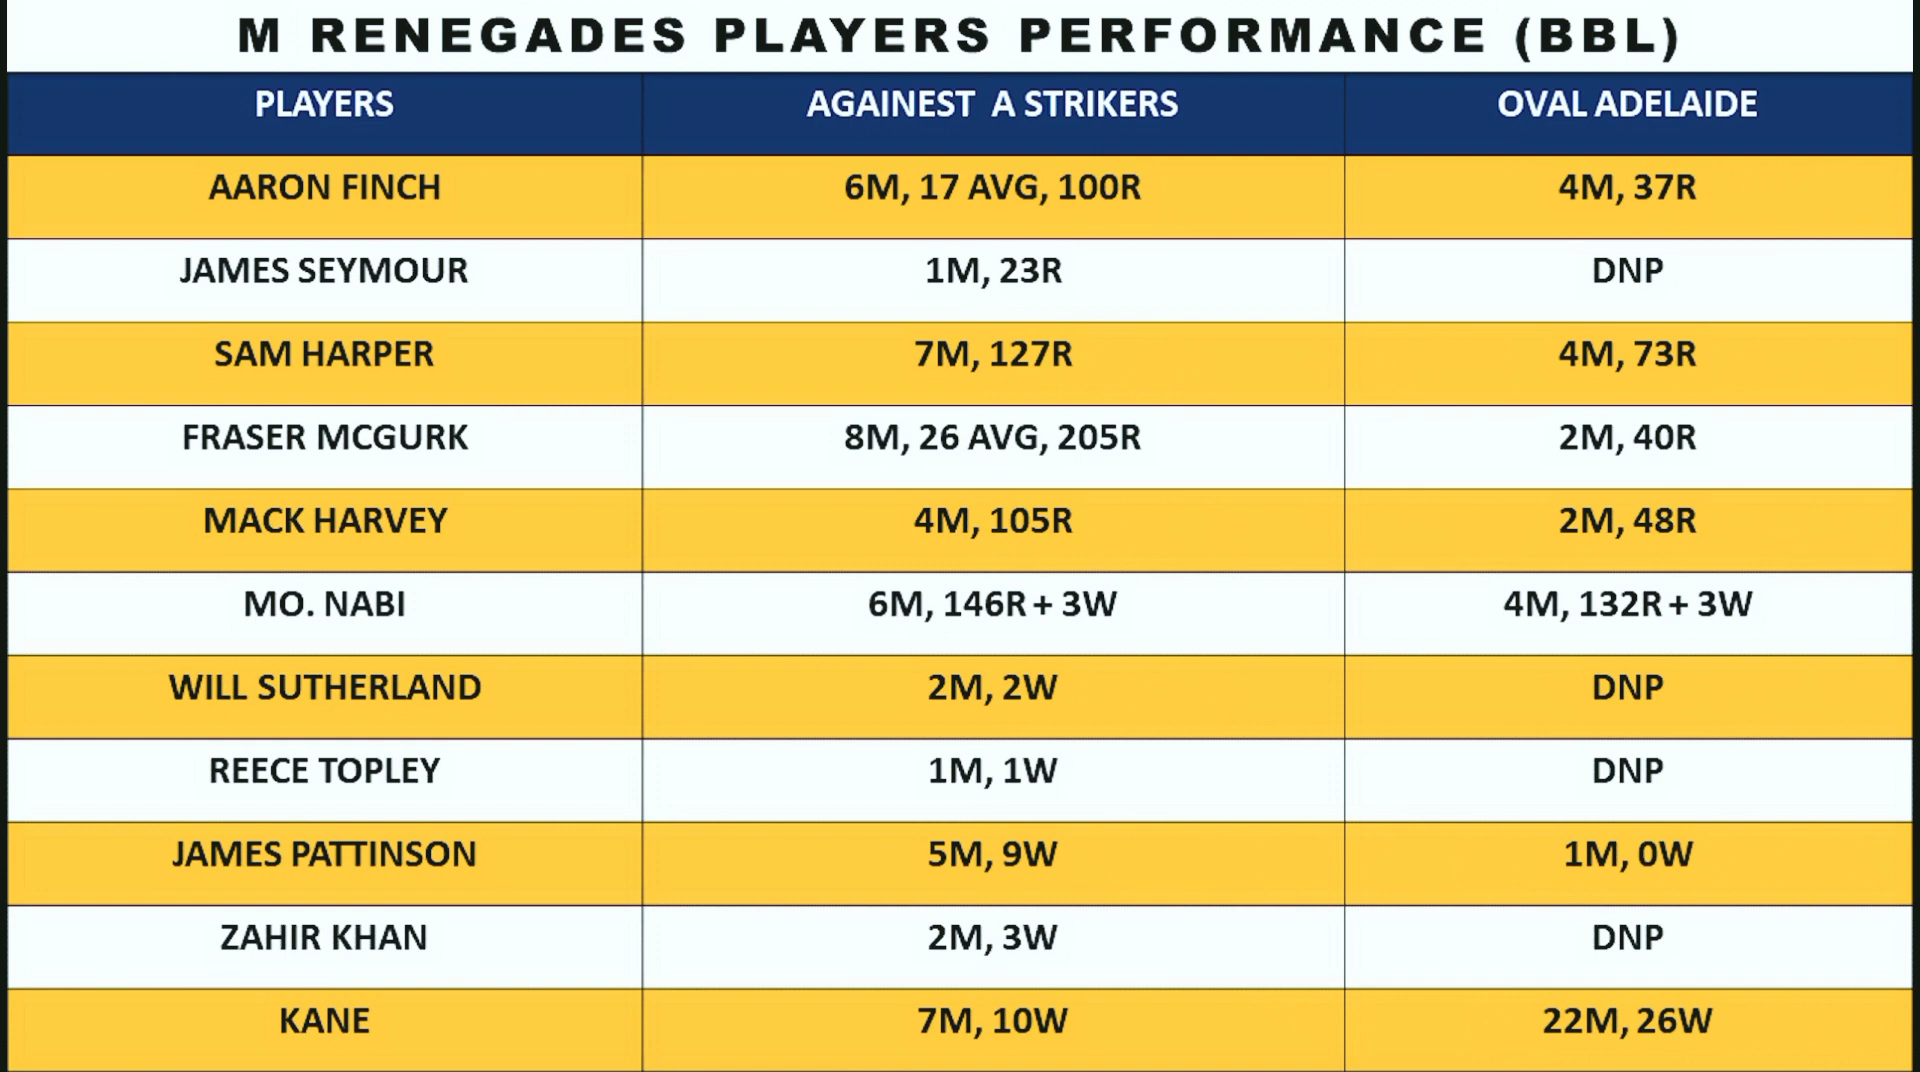 M RENEGADES PLAYERS PERFORMANCE (BBL)
PLAYERS AGAINEST A STRIKERS OVAL ADELAIDE
AARON FINCH 6M, 17 AVG, 100R 4M, 37R
JAMES SEYMOUR 1M, 23R DNP
SAM HARPER 7M, 127R 4M, 73R
FRASER MCGURK 8M, 26 AVG, 205R 2M, 40R
MACK HARVEY 4M, 105R 2M, 48R
MO. NABI 6M, 146R + 3W 4M, 132R + 3W
WILL SUTHERLAND 2M, 2W DNP
REECE TOPLEY 1M, 1W DNP
JAMES PATTINSON 5M, 9W 1M, 0W
ZAHIR KHAN 2M, 3W DNP
KANE 7M, 10W 22M, 26W